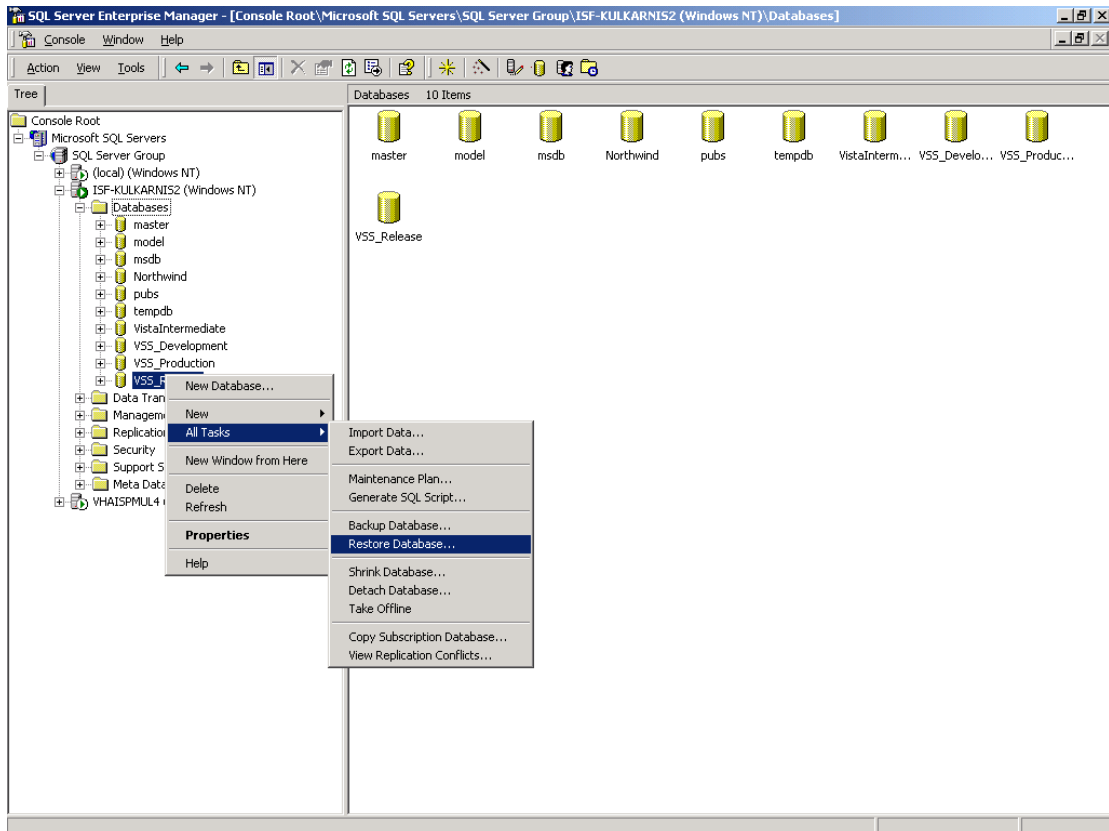 SQL Server Enterprise Manager - [Console Root\Microsoft SQL Servers\SQL Server Group\ISF-KULKARNIS2 (Windows NT)\Databases]
Console Window Help
Action View Tools
Tree
Databases 10 Items
Console Root
Microsoft SQL Servers
SQL Server Group
(local) (Windows NT)
ISF-KULKARNIS2 (Windows NT)
Databases
master
model
msdb
Northwind
pubs
tempdb
VistaIntermediate
VSS_Development
VSS_Production
VSS_R
Data Tran
Managem
Replication
Security
Support S
Meta Data
VHAISPMUL4
master model msdb Northwind pubs tempdb VistaInterm... VSS_Develo... VSS_Produc...
VSS_Release
New Database...
New
All Tasks
New Window from Here
Delete
Refresh
Properties
Help
Import Data...
Export Data...
Maintenance Plan...
Generate SQL Script...
Backup Database...
Restore Database...
Shrink Database...
Detach Database...
Take Offline
Copy Subscription Database...
View Replication Conflicts...